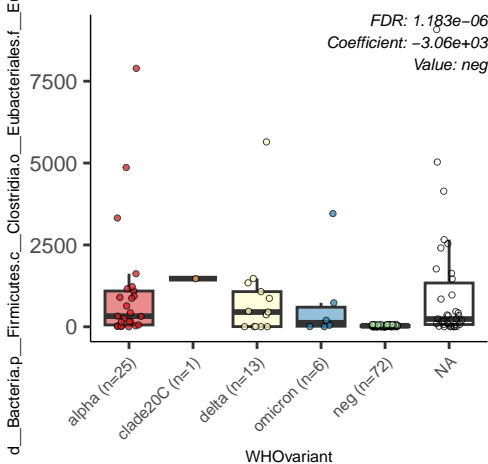 FDR: 1.183e−06
Coefficient: −3.06e+03
Value: neg
d__Bacteria.p__Firmicutes.c__Clostridia.o__Eubacteriales.f__
7500
5000
2500
0
alpha (n=25)
clade20C (n=1)
delta (n=13)
omicron (n=6)
neg (n=72)
NA
WHOvariant